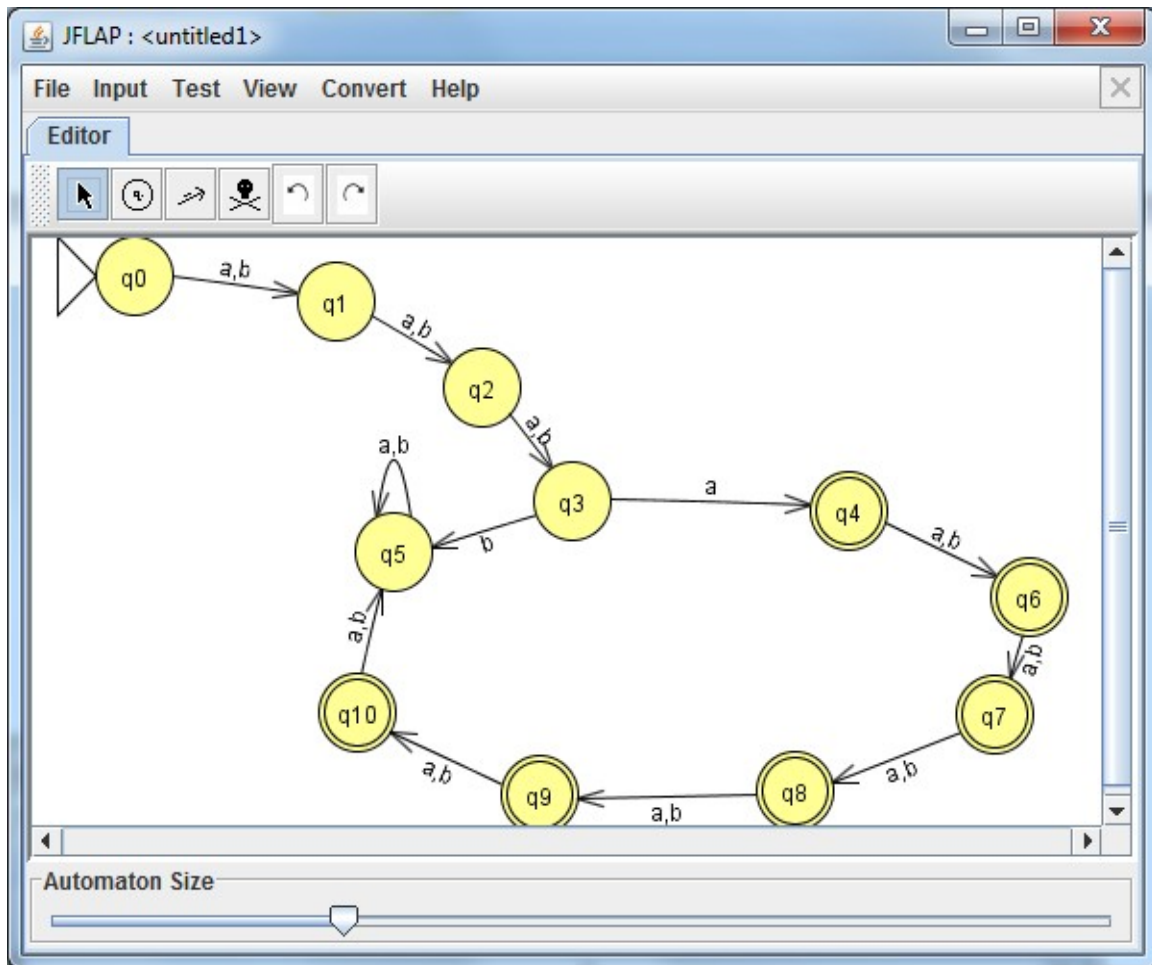 JFLAP : <untitled1>
File Input Test View Convert Help
Editor
q
q0
a,b
q1
a,b
q2
a,b
a,b
q3
a
q4
b
q5
a,b
q6
a,b
a,b
q10
q7
a,b
a,b
q9
a,b
q8
Automaton Size